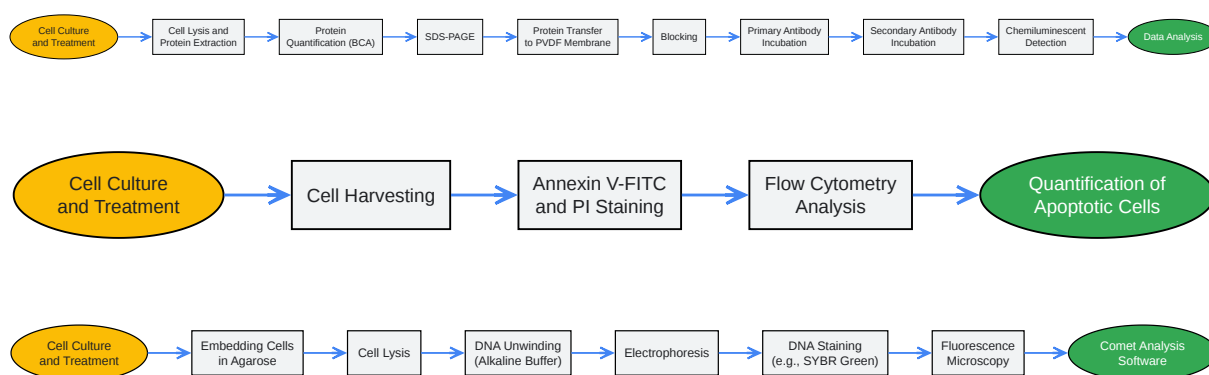 Cell Culture
and Treatment
Cell Lysis and
Protein Extraction
Protein
Quantification (BCA)
SDS-PAGE
Protein Transfer
to PVDF Membrane
Blocking
Primary Antibody
Incubation
Secondary Antibody
Incubation
Chemiluminescent
Detection
Data Analysis
Cell Culture
and Treatment
Cell Harvesting
Annexin V-FITC
and PI Staining
Flow Cytometry
Analysis
Quantification of
Apoptotic Cells
Cell Culture
and Treatment
Embedding Cells
in Agarose
Cell Lysis
DNA Unwinding
(Alkaline Buffer)
Electrophoresis
DNA Staining
(e.g., SYBR Green)
Fluorescence
Microscopy
Comet Analysis
Software